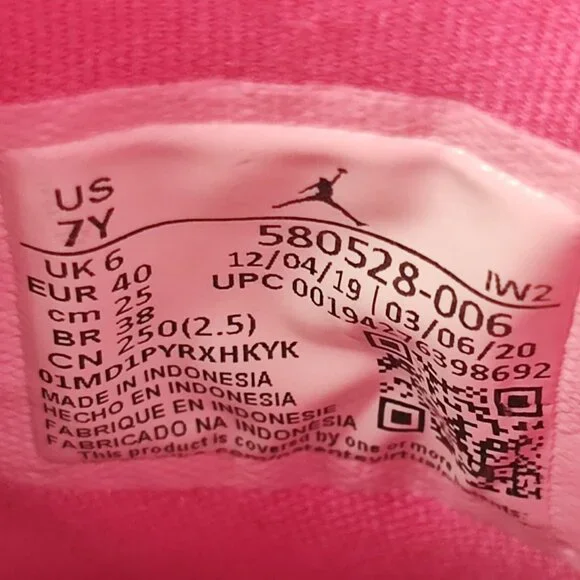 US
7Y
UK 6
EUR 40
cm 25
BR 38
CN 250(2.5)
01MD1PYRXHKYK
580528-006
IW2
12/04/19 | 03/06/20
UPC 00194276398692
MADE IN INDONESIA
HECHO EN INDONESIA
FABRIQUE EN INDONESIE
FABRICADO NA INDONESIA
This product is covered by one or more